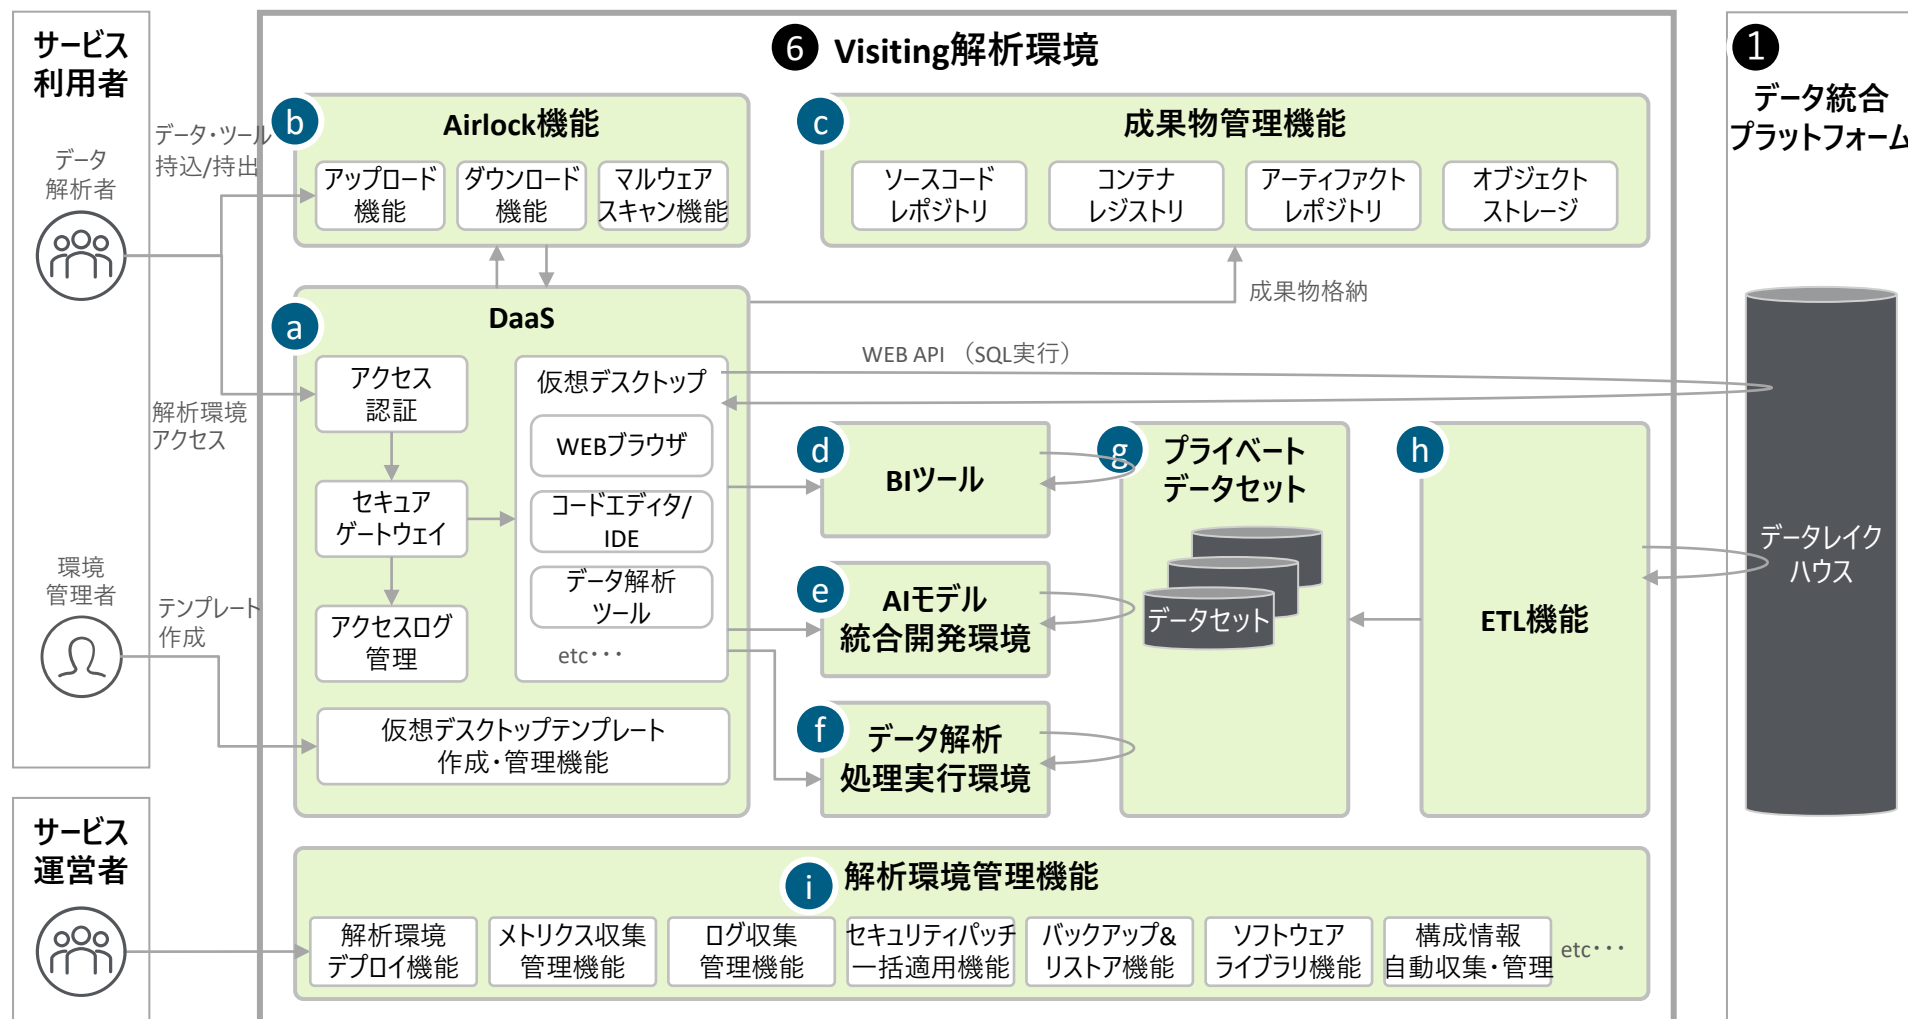 サービス
利用者
データ
解析者
データ・ツール
持込/持出
解析環境
アクセス
環境
管理者
テンプレート
作成
サービス
運営者
6 Visiting解析環境
b
Airlock機能
アップロード
機能
ダウンロード
機能
マルウェア
スキャン機能
c
成果物管理機能
ソースコード
レポジトリ
コンテナ
レジストリ
アーティファクト
レポジトリ
オブジェクト
ストレージ
成果物格納
a
DaaS
アクセス
認証
セキュア
ゲートウェイ
アクセスログ
管理
仮想デスクトップ
WEBブラウザ
コードエディタ/
IDE
データ解析
ツール
etc・・・
仮想デスクトップテンプレート
作成・管理機能
WEB API （SQL実行）
d
BIツール
e
AIモデル
統合開発環境
f
データ解析
処理実行環境
g
プライベート
データセット
データセット
h
ETL機能
i
解析環境管理機能
解析環境
デプロイ機能
メトリクス収集
管理機能
ログ収集
管理機能
セキュリティパッチ
一括適用機能
バックアップ&
リストア機能
ソフトウェア
ライブラリ機能
構成情報
自動収集・管理
etc・・・
1
データ統合
プラットフォーム
データレイク
ハウス